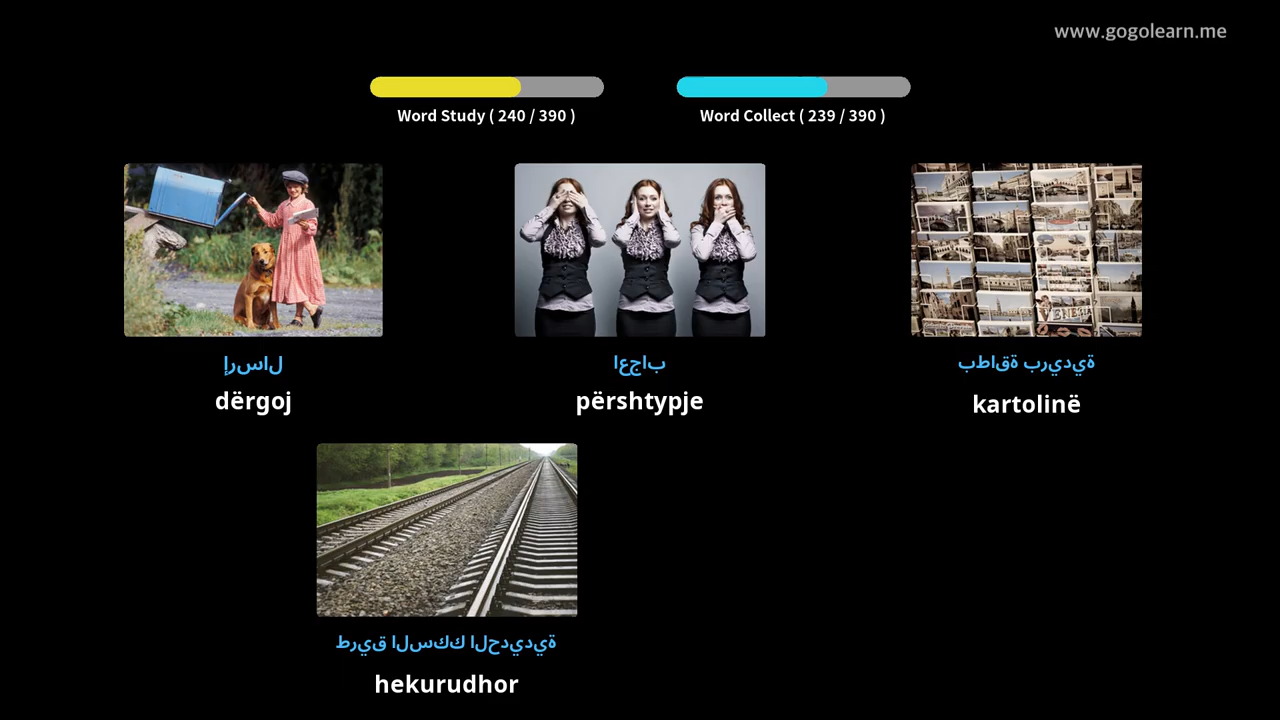 www.gogolearn.me
Word Study ( 240 / 390 )
Word Collect ( 239 / 390 )
إرسال
dërgoj
اعجاب
përshtypje
بطاقة بريدية
kartolinë
طريق السكك الحديدية
hekurudhor